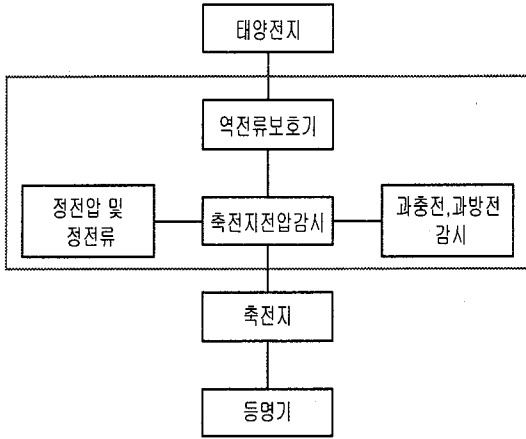 태양전지
역전류보호기
정전압 및
정전류
축전지전압감시
과충전,과방전
감시
축전지
등명기